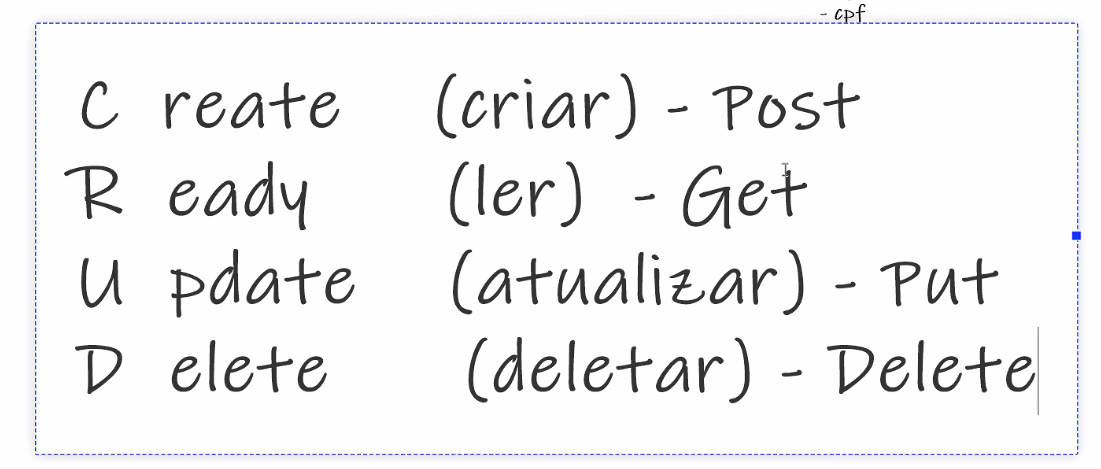 - cpf
C reate (criar) - Post
R eady (ler) - Get
U pdate (atualizar) - Put
D elete (deletar) - Delete